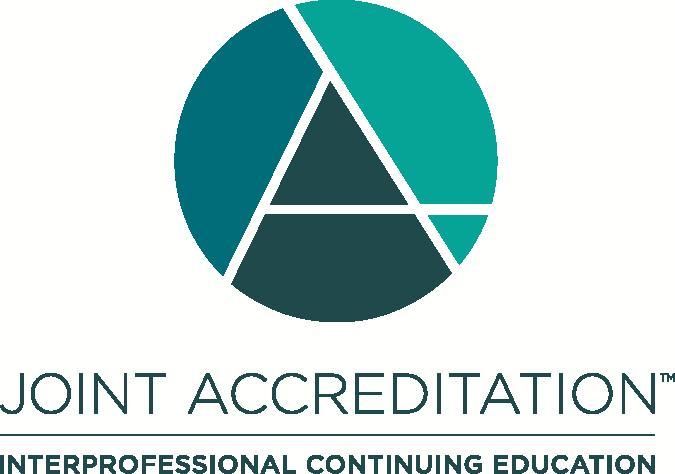 JOINT ACCREDITATION™
INTERPROFESSIONAL CONTINUING EDUCATION